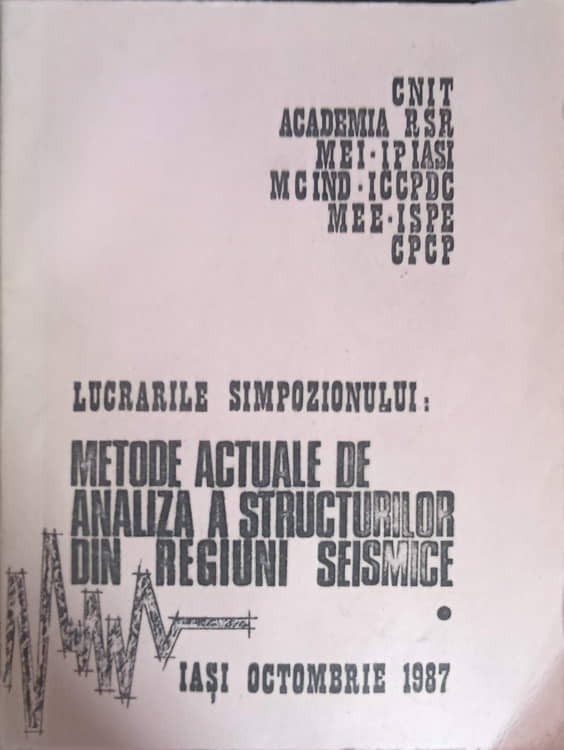 CNIT
ACADEMIA RSR
MEI·IPIASI
MCIND·ICCPDC
MEE·ISPE
CPCP
LUCRARILE SIMPOZIONULUI:
METODE ACTUALE DE
ANALIZA A STRUCTURILOR
DIN REGIUNI SEISMICE
IAȘI OCTOMBRIE 1987